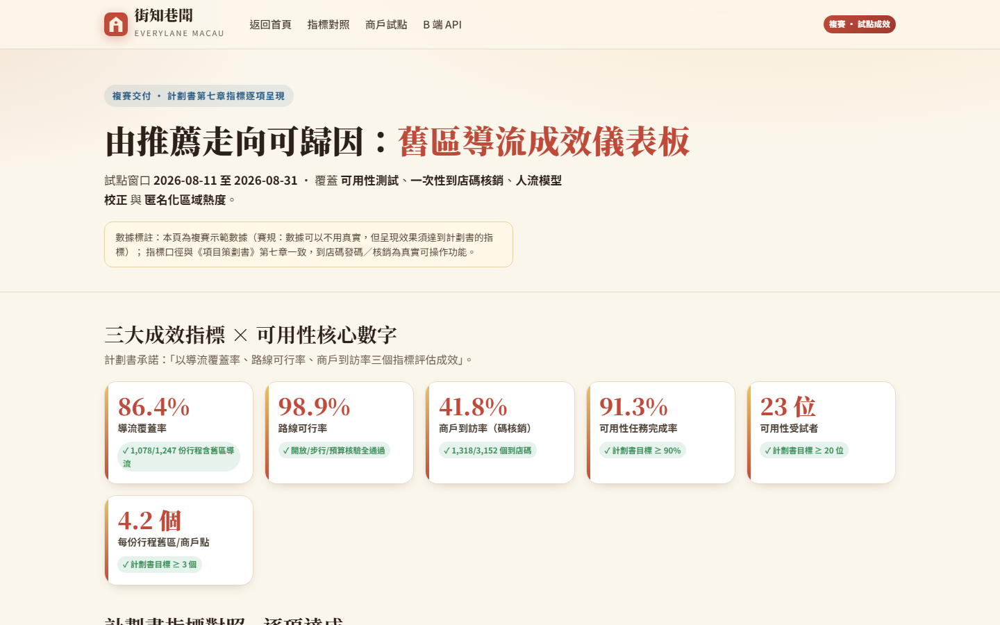 街知巷聞
EVERYLANE MACAU
返回首頁 指標對照 商戶試點 B 端 API
複賽 · 試點成效
複賽交付 · 計劃書第七章指標逐項呈現
由推薦走向可歸因：舊區導流成效儀表板
試點窗口 2026-08-11 至 2026-08-31 · 覆蓋 可用性測試、一次性到店碼核銷、人流模型
校正 與 匿名化區域熱度。
數據標註：本頁為複賽示範數據（賽規：數據可以不用真實，但呈現效果須達到計劃書的指
標）；指標口徑與《項目策劃書》第七章一致，到店碼發碼／核銷為真實可操作功能。
三大成效指標 × 可用性核心數字
計劃書承諾：「以導流覆蓋率、路線可行率、商戶到訪率三個指標評估成效」。
86.4%
導流覆蓋率
✓ 1,078/1,247 份行程含舊區導
流
98.9%
路線可行率
✓ 開放/步行/預算核驗全通過
41.8%
商戶到訪率（碼核銷）
✓ 1,318/3,152 個到店碼
91.3%
可用性任務完成率
✓ 計劃書目標 ≥ 90%
23 位
可用性受試者
✓ 計劃書目標 ≥ 20 位
4.2 個
每份行程舊區/商戶點
✓ 計劃書目標 ≥ 3 個
計劃書指標對照 · 逐項達成